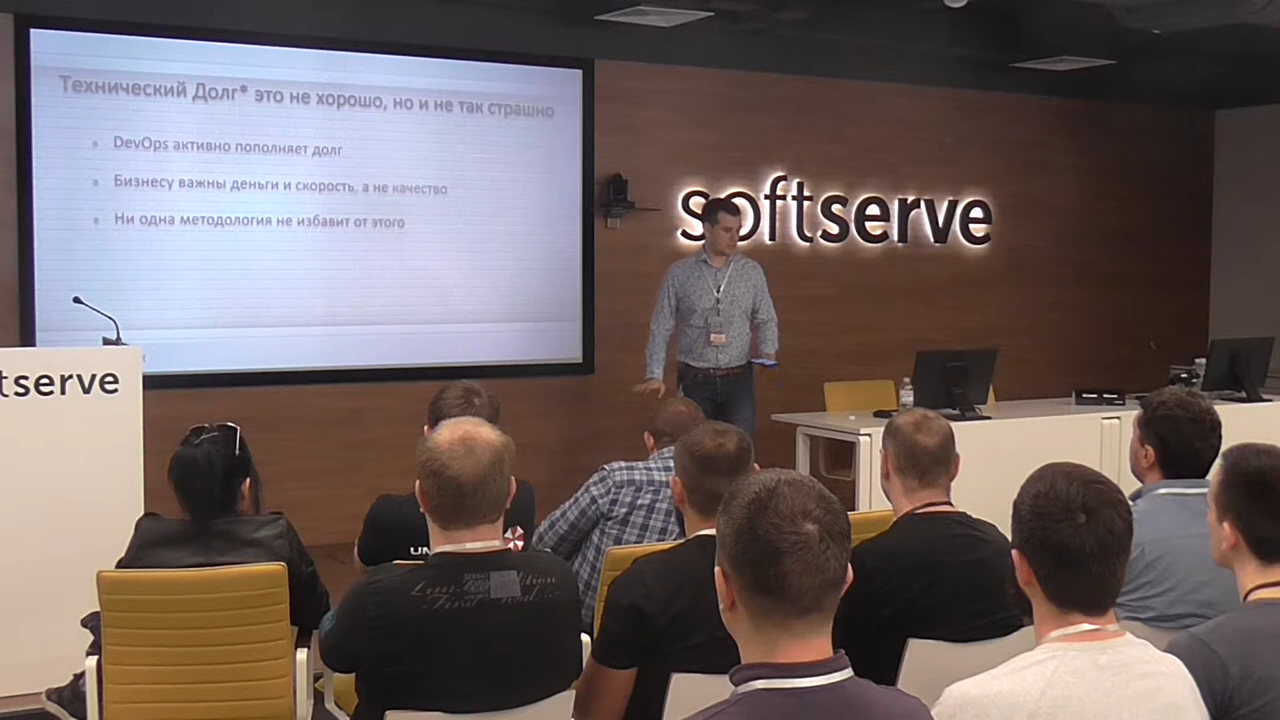 Технический Долг* это не хорошо, но и не так страшно
DevOps активно пополняет долг
Бизнесу важны деньги и скорость, а не качество
Ни одна методология не избавит от этого
softserve
tserve